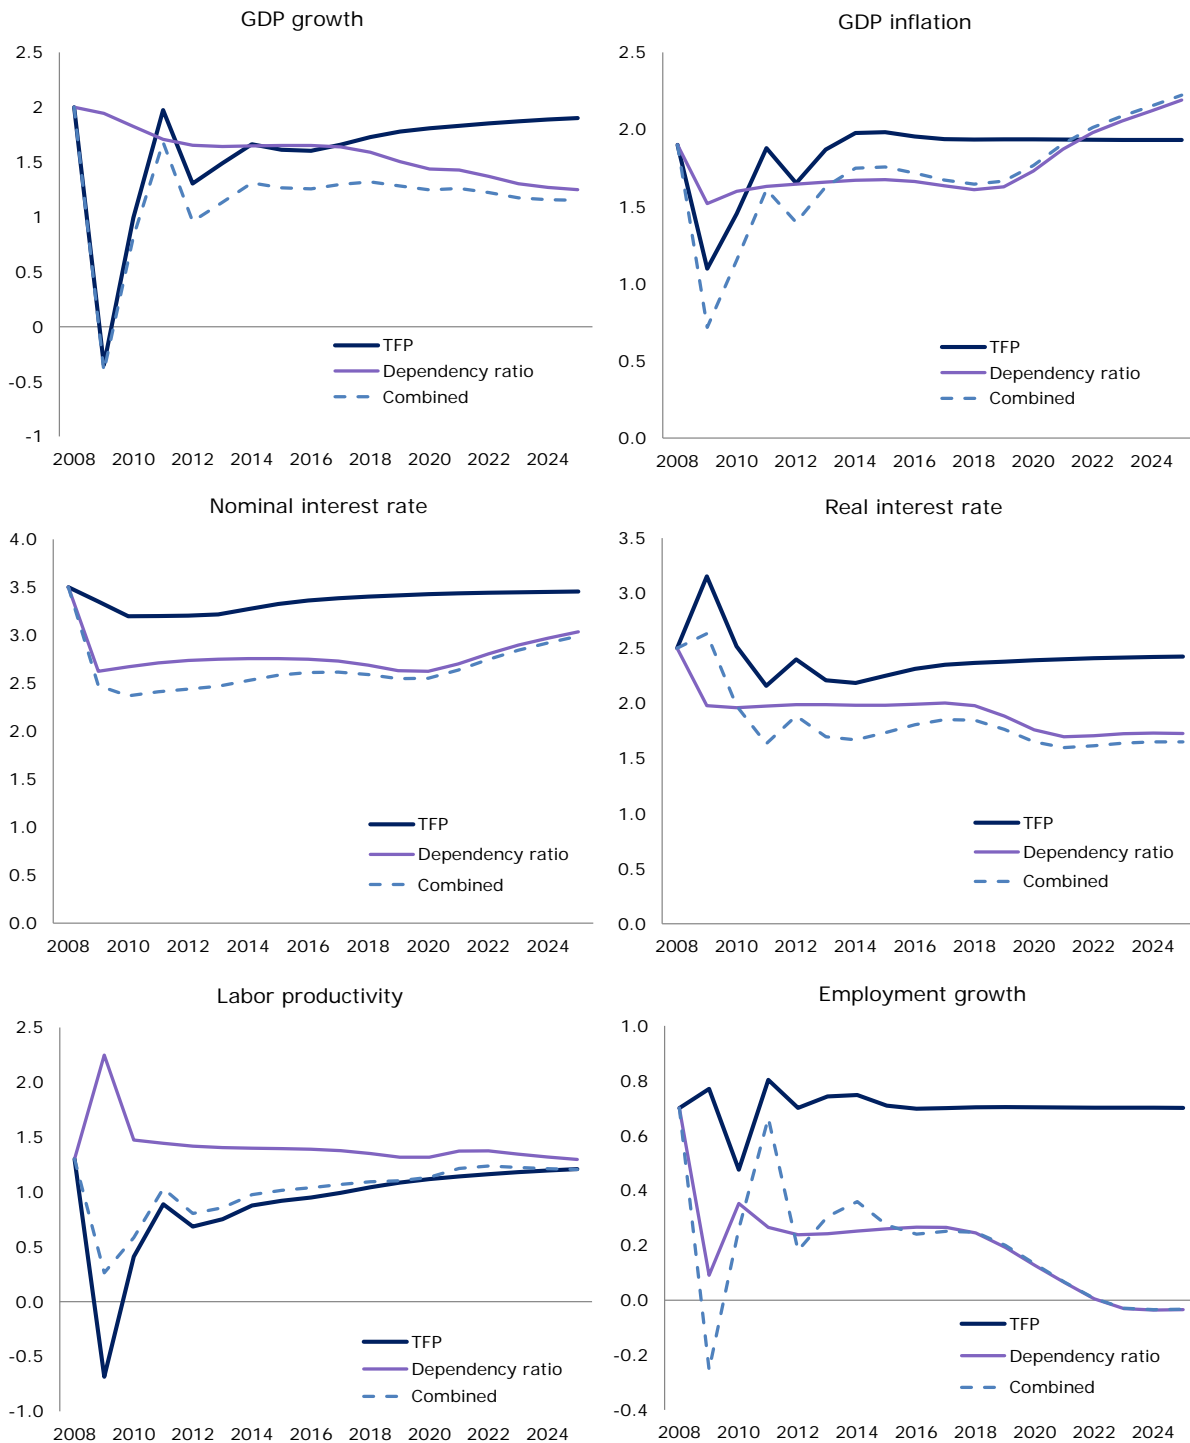 GDP growth
2.5
2
1.5
1
0.5
0
-0.5
-1
TFP
Dependency ratio
Combined
2008 2010 2012 2014 2016 2018 2020 2022 2024
GDP inflation
2.5
2.0
1.5
1.0
0.5
0.0
TFP
Dependency ratio
Combined
2008 2010 2012 2014 2016 2018 2020 2022 2024
Nominal interest rate
4.0
3.5
3.0
2.5
2.0
1.5
1.0
0.5
0.0
TFP
Dependency ratio
Combined
2008 2010 2012 2014 2016 2018 2020 2022 2024
Real interest rate
3.5
3.0
2.5
2.0
1.5
1.0
0.5
0.0
TFP
Dependency ratio
Combined
2008 2010 2012 2014 2016 2018 2020 2022 2024
Labor productivity
2.5
2.0
1.5
1.0
0.5
0.0
-0.5
-1.0
TFP
Dependency ratio
Combined
2008 2010 2012 2014 2016 2018 2020 2022 2024
Employment growth
1.0
0.8
0.6
0.4
0.2
0.0
-0.2
-0.4
TFP
Dependency ratio
Combined
2008 2010 2012 2014 2016 2018 2020 2022 2024